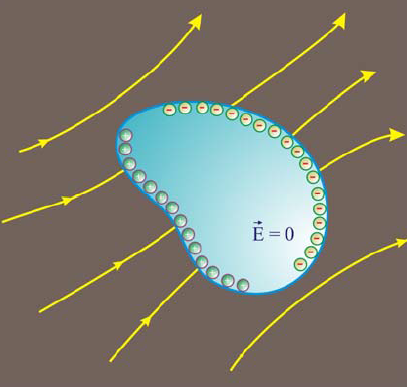 E⃗ = 0